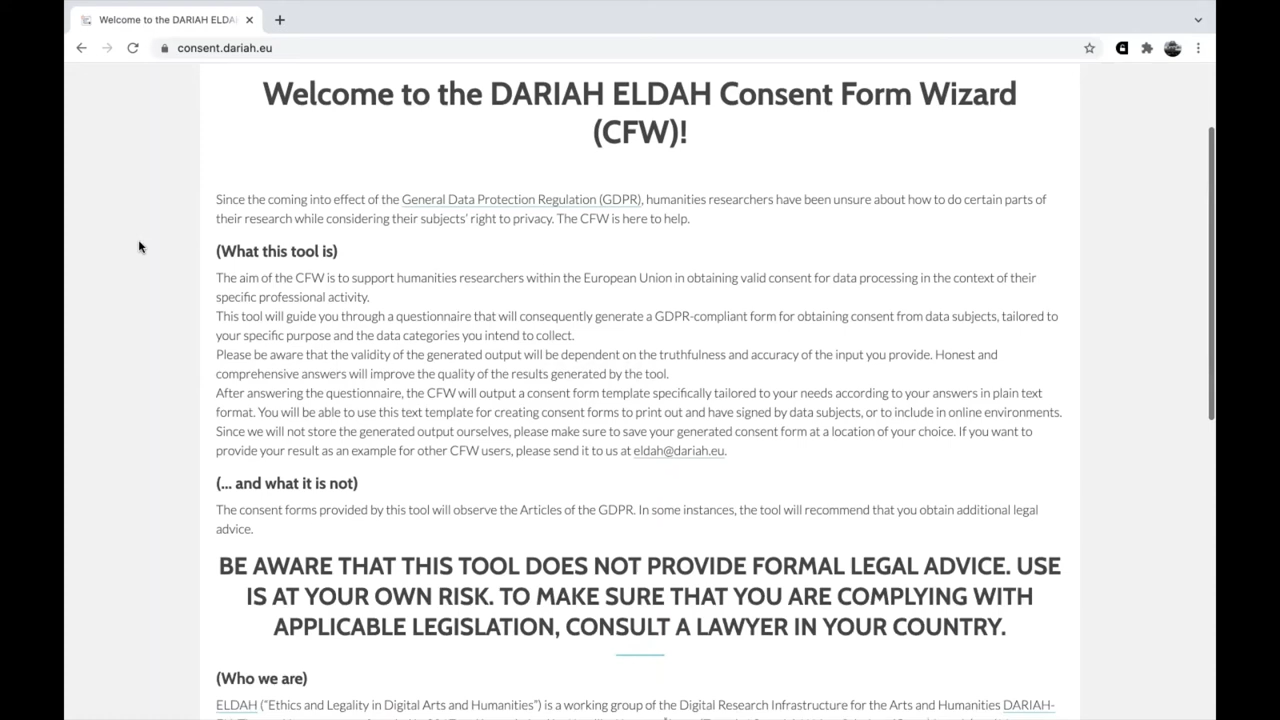 Welcome to the DARIAH ELDA
consent.dariah.eu
Welcome to the DARIAH ELDAH Consent Form Wizard
(CFW)!
Since the coming into effect of the General Data Protection Regulation (GDPR), humanities researchers have been unsure about how to do certain parts of
their research while considering their subjects' right to privacy. The CFW is here to help.
(What this tool is)
The aim of the CFW is to support humanities researchers within the European Union in obtaining valid consent for data processing in the context of their
specific professional activity.
This tool will guide you through a questionnaire that will consequently generate a GDPR-compliant form for obtaining consent from data subjects, tailored to
your specific purpose and the data categories you intend to collect.
Please be aware that the validity of the generated output will be dependent on the truthfulness and accuracy of the input you provide. Honest and
comprehensive answers will improve the quality of the results generated by the tool.
After answering the questionnaire, the CFW will output a consent form template specifically tailored to your needs according to your answers in plain text
format. You will be able to use this text template for creating consent forms to print out and have signed by data subjects, or to include in online environments.
Since we will not store the generated output ourselves, please make sure to save your generated consent form at a location of your choice. If you want to
provide your result as an example for other CFW users, please send it to us at eldah@dariah.eu.
(... and what it is not)
The consent forms provided by this tool will observe the Articles of the GDPR. In some instances, the tool will recommend that you obtain additional legal
advice.
BE AWARE THAT THIS TOOL DOES NOT PROVIDE FORMAL LEGAL ADVICE. USE
IS AT YOUR OWN RISK. TO MAKE SURE THAT YOU ARE COMPLYING WITH
APPLICABLE LEGISLATION, CONSULT A LAWYER IN YOUR COUNTRY.
(Who we are)
ELDAH ("Ethics and Legality in Digital Arts and Humanities") is a working group of the Digital Research Infrastructure for the Arts and Humanities DARIAH-